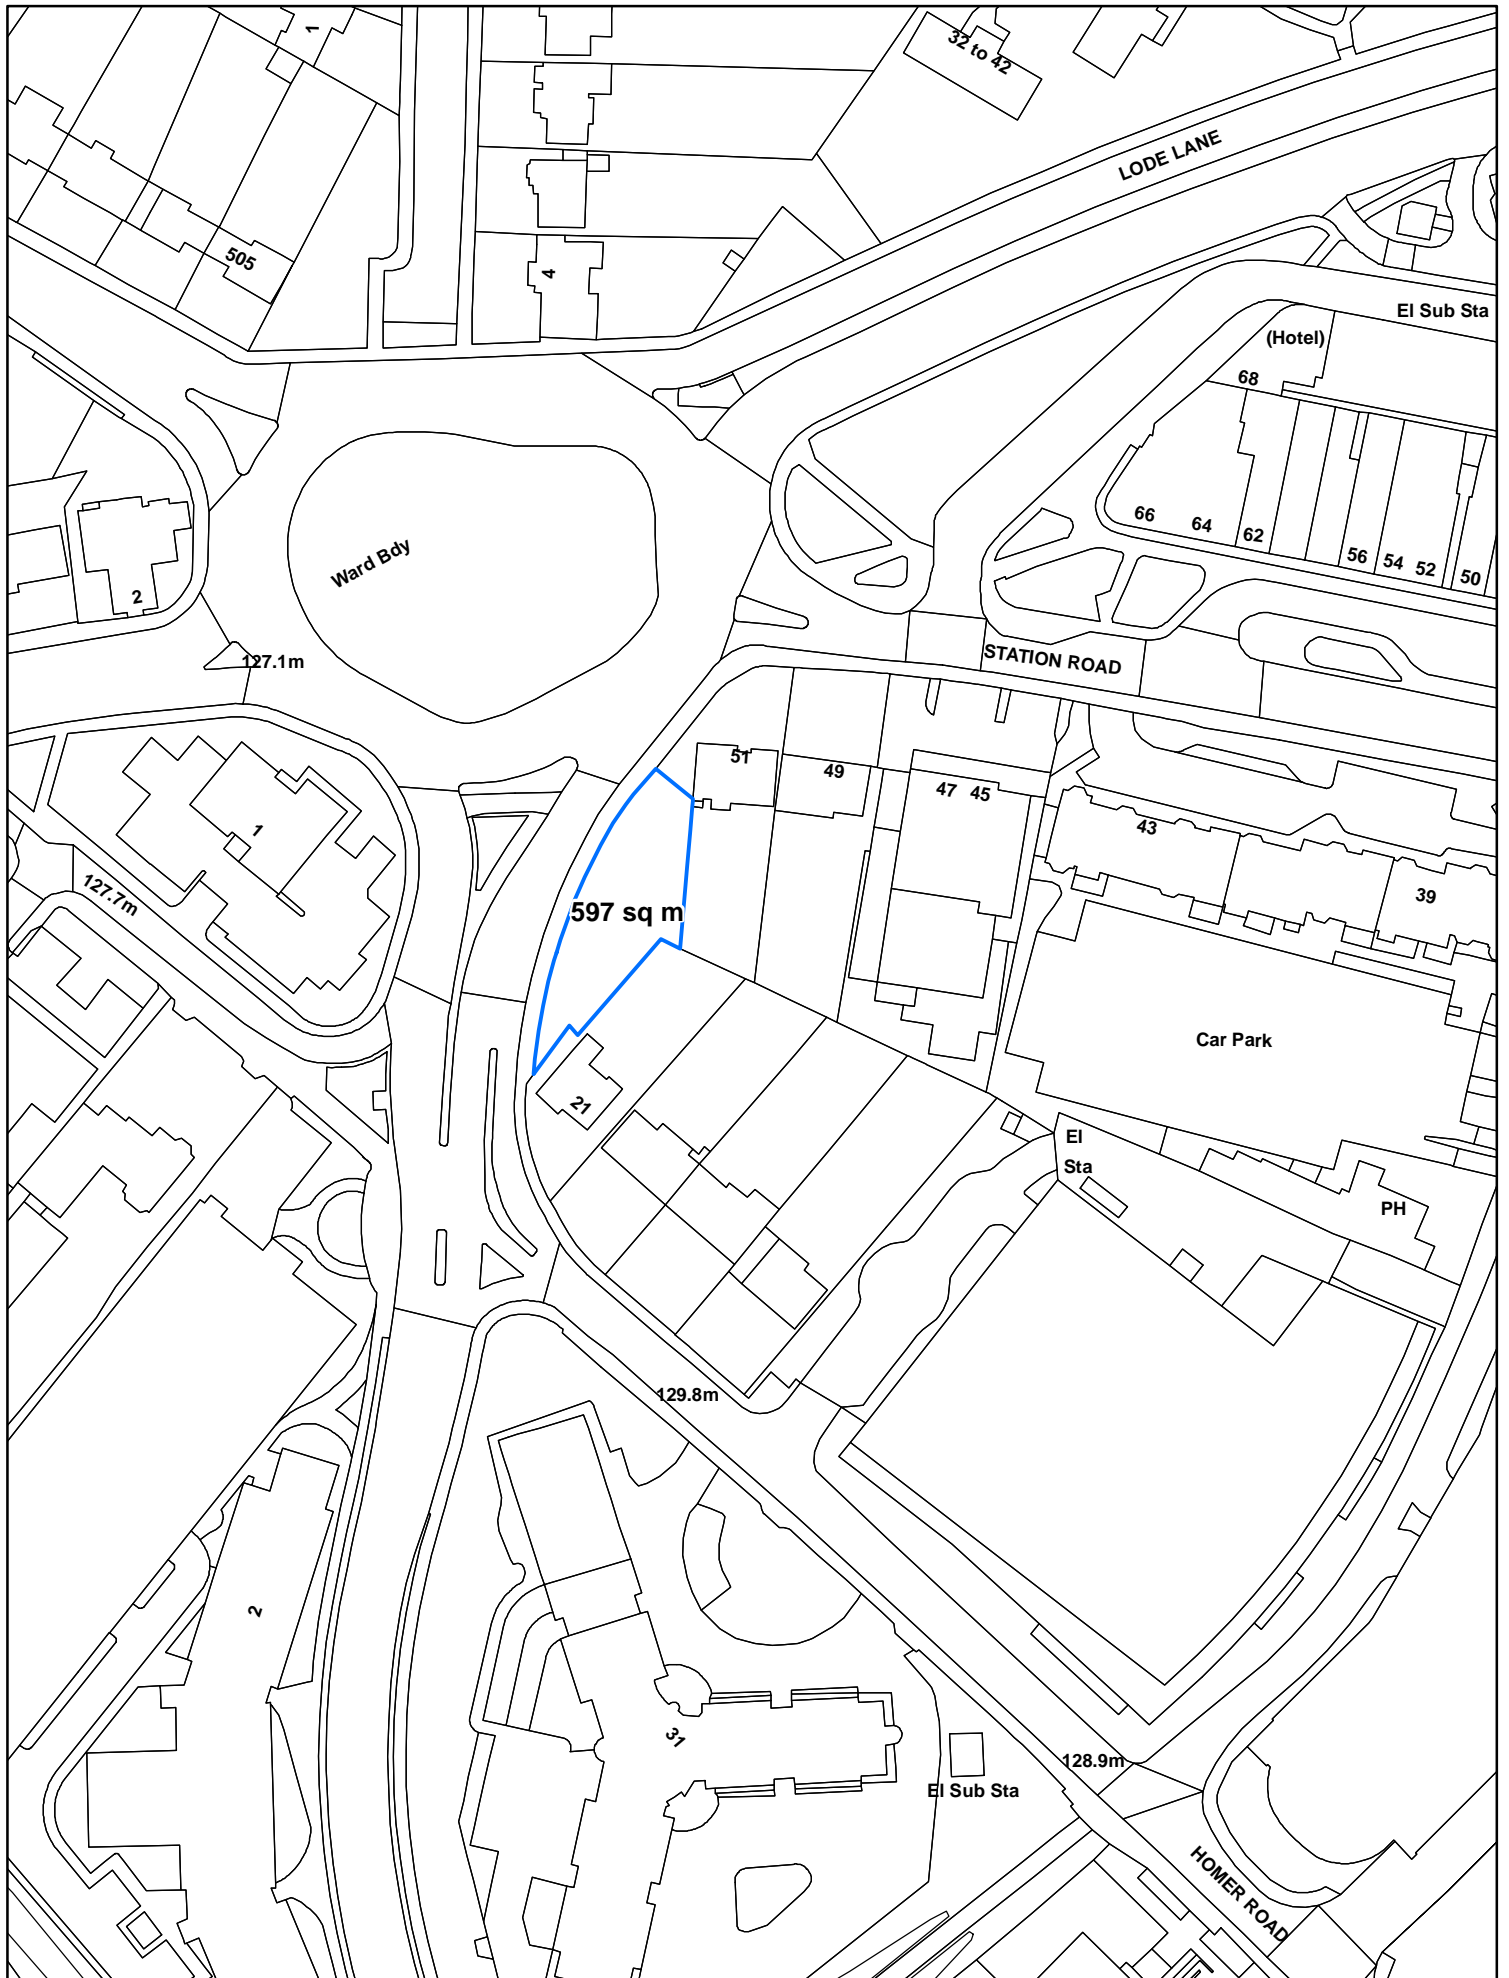 1
32 to 42
LODE LANE
505
4
El Sub Sta
(Hotel)
68
66
64
62
56
54
52
50
Ward Bdy
2
127.1m
STATION ROAD
51
49
47
45
43
39
1
127.7m
597 sq m
Car Park
21
El
Sta
PH
129.8m
2
31
128.9m
El Sub Sta
HOMER ROAD